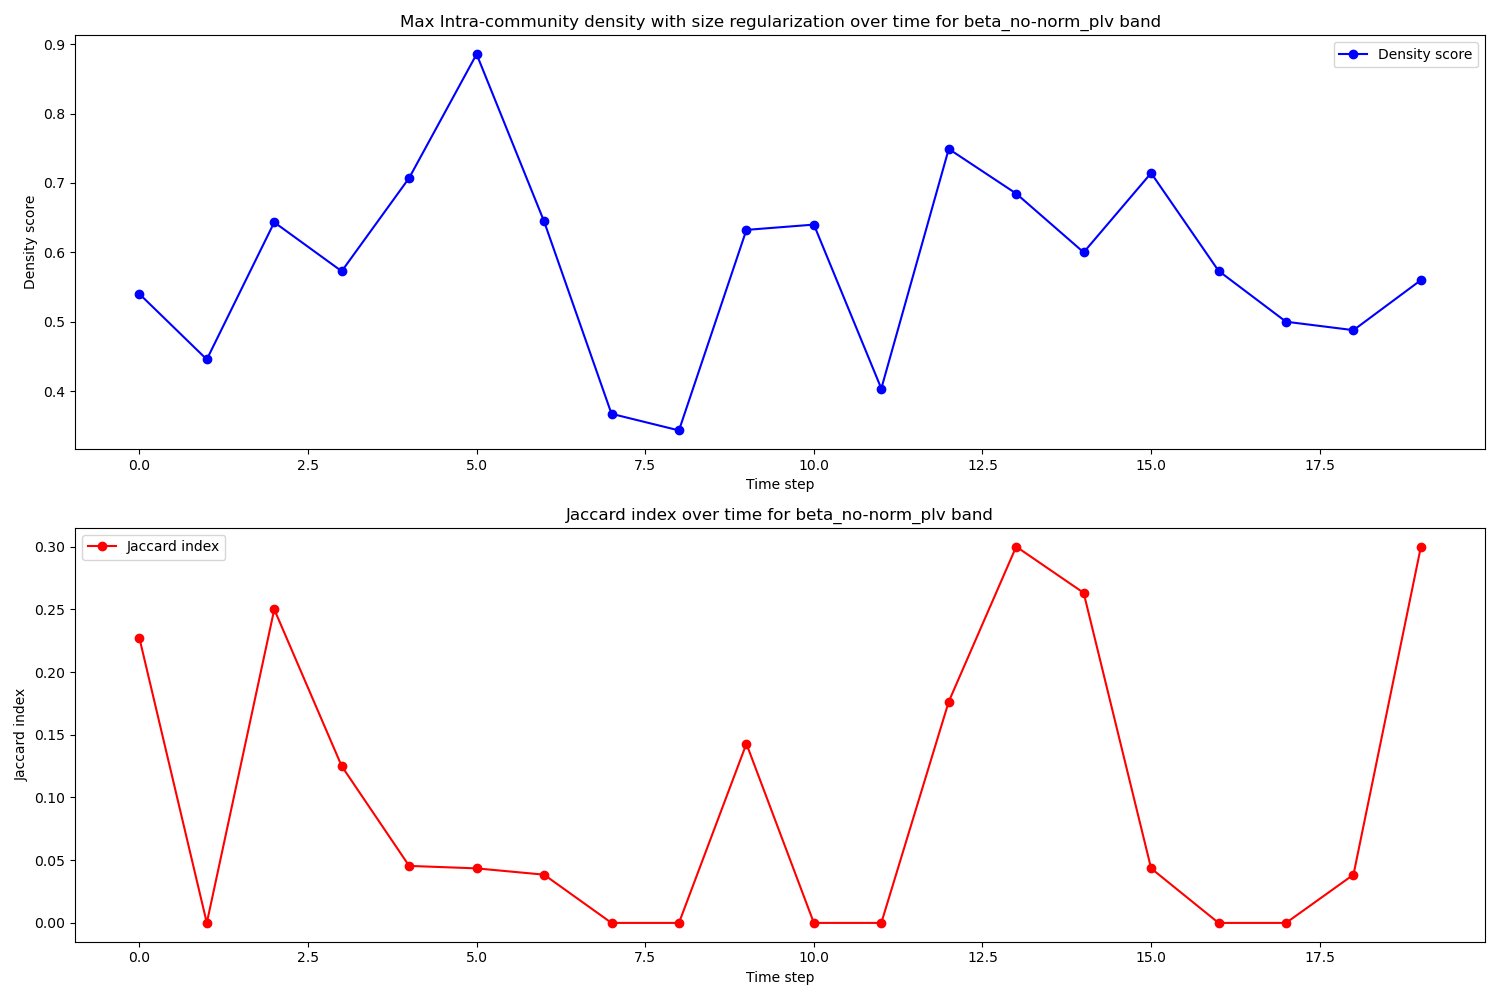 Max Intra-community density with size regularization over time for beta_no-norm_plv band
Density score
0.9
0.8
0.7
0.6
0.5
0.4
Density score
0.0 2.5 5.0 7.5 10.0 12.5 15.0 17.5
Time step
Jaccard index over time for beta_no-norm_plv band
Jaccard index
0.30
0.25
0.20
0.15
0.10
0.05
0.00
Jaccard index
0.0 2.5 5.0 7.5 10.0 12.5 15.0 17.5
Time step